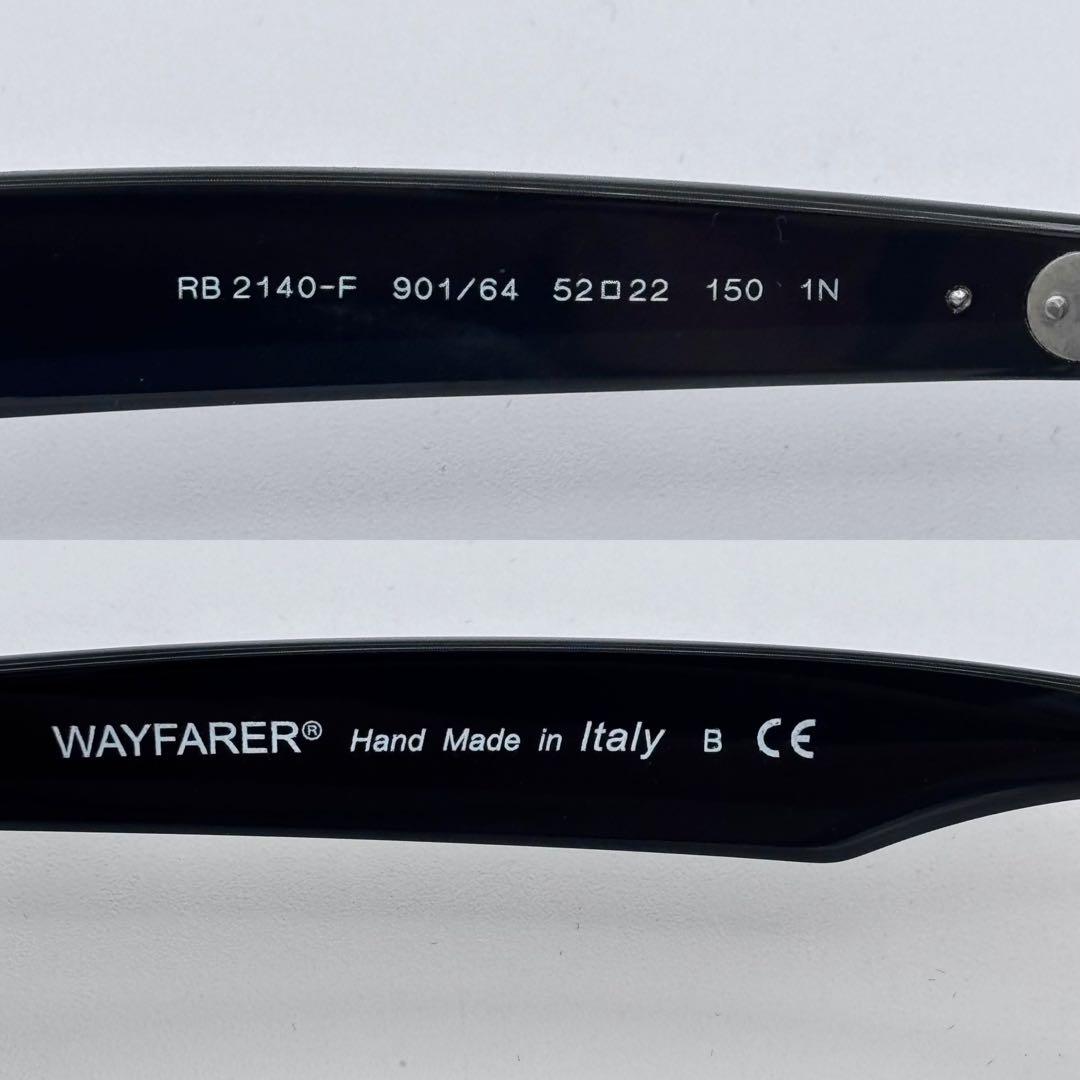 RB 2140-F 901/64 52□22 150 1N
WAYFARER® Hand Made in Italy B CE